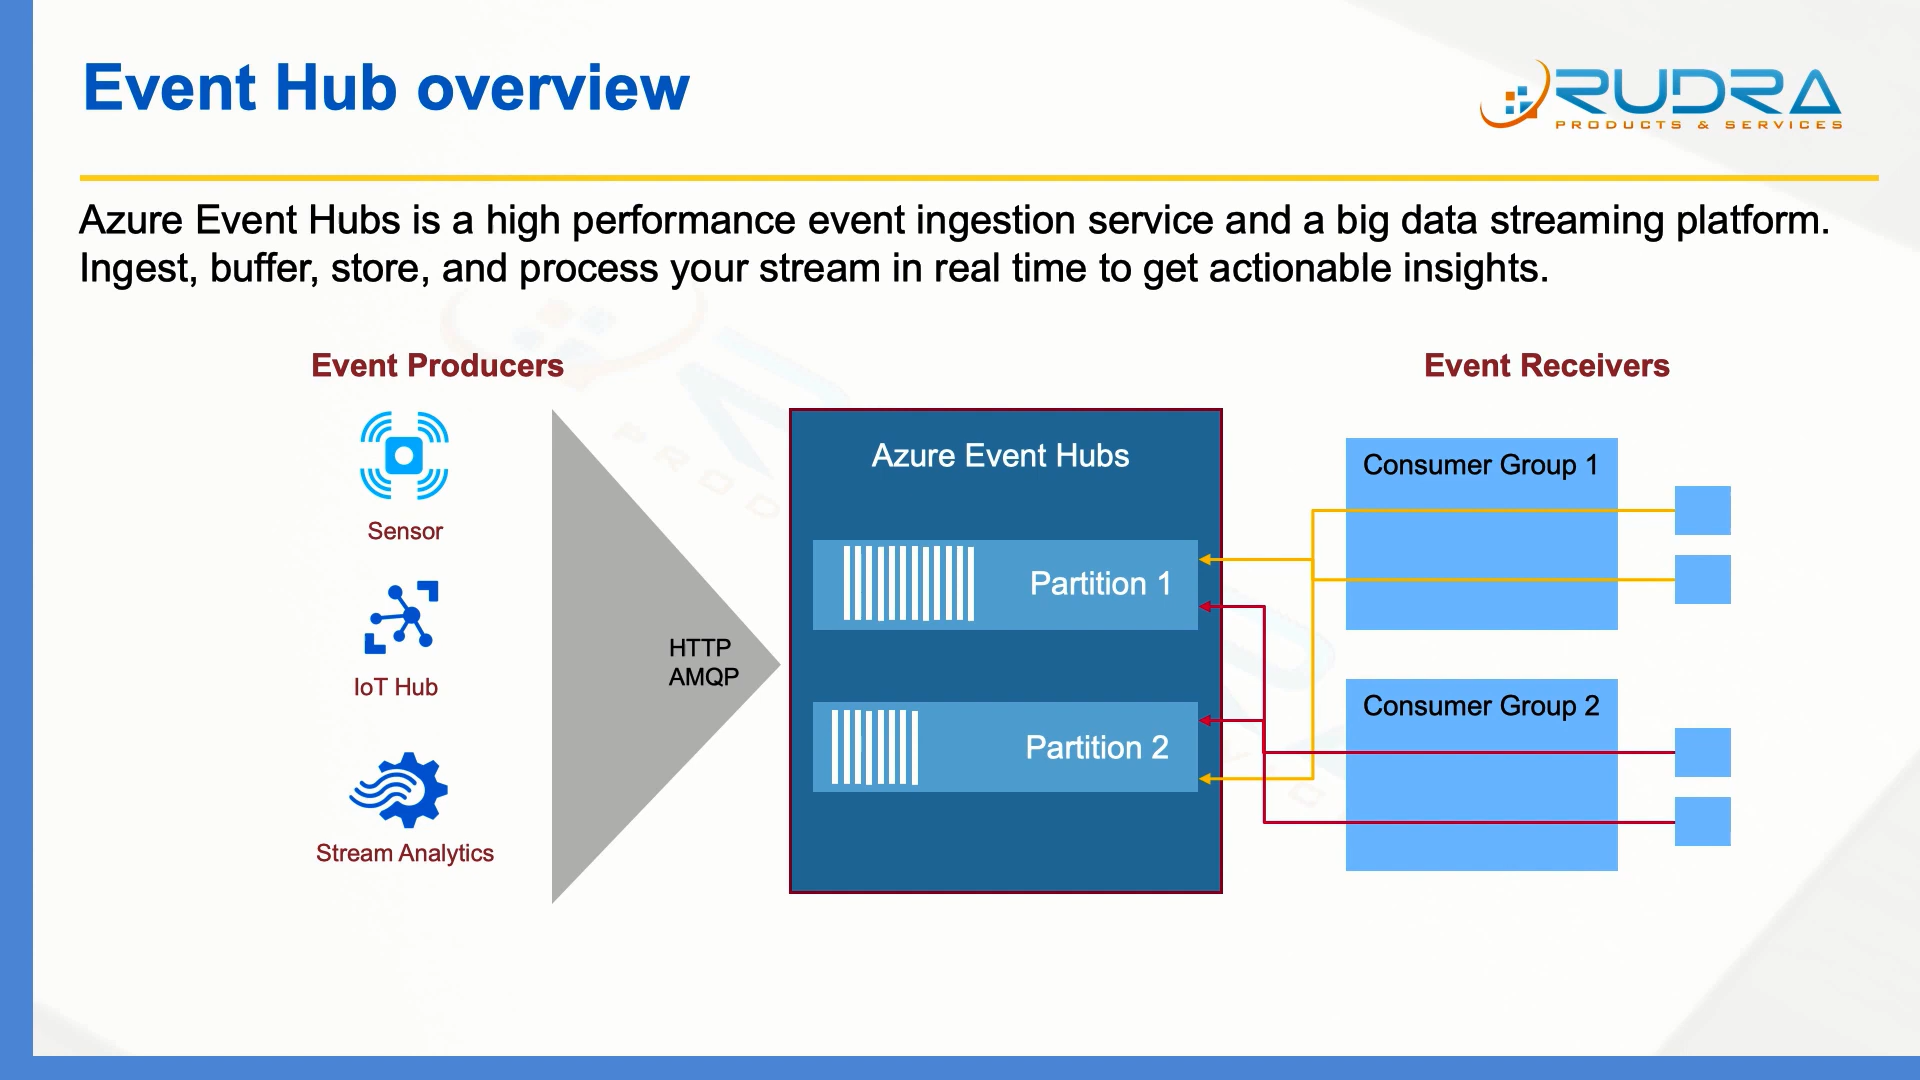 Event Hub overview
RUDRA
PRODUCTS & SERVICES
Azure Event Hubs is a high performance event ingestion service and a big data streaming platform.
Ingest, buffer, store, and process your stream in real time to get actionable insights.
Event Producers
Event Receivers
Sensor
IoT Hub
Stream Analytics
HTTP
AMQP
Azure Event Hubs
Partition 1
Partition 2
Consumer Group 1
Consumer Group 2